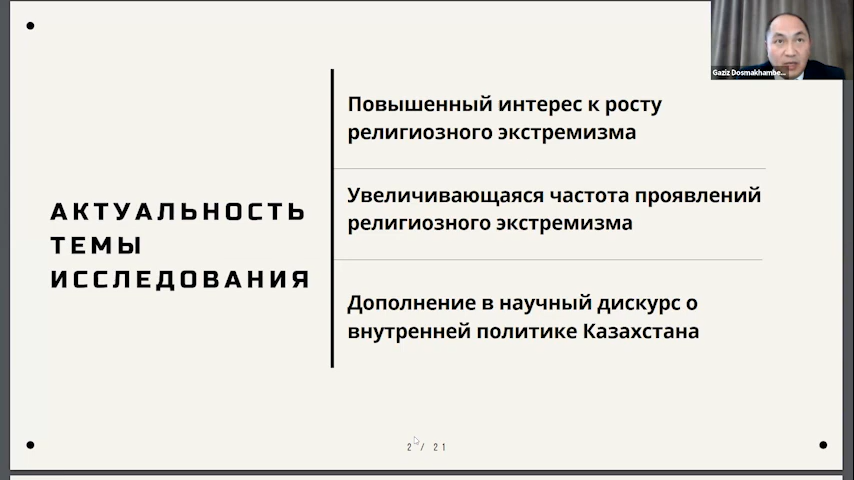 Gaziz Dosmakhambe...
Повышенный интерес к росту
религиозного экстремизма
АКТУАЛЬНОСТЬ
ТЕМЫ
ИССЛЕДОВАНИЯ
Увеличивающаяся частота проявлений
религиозного экстремизма
Дополнение в научный дискурс о
внутренней политике Казахстана
2 / 21